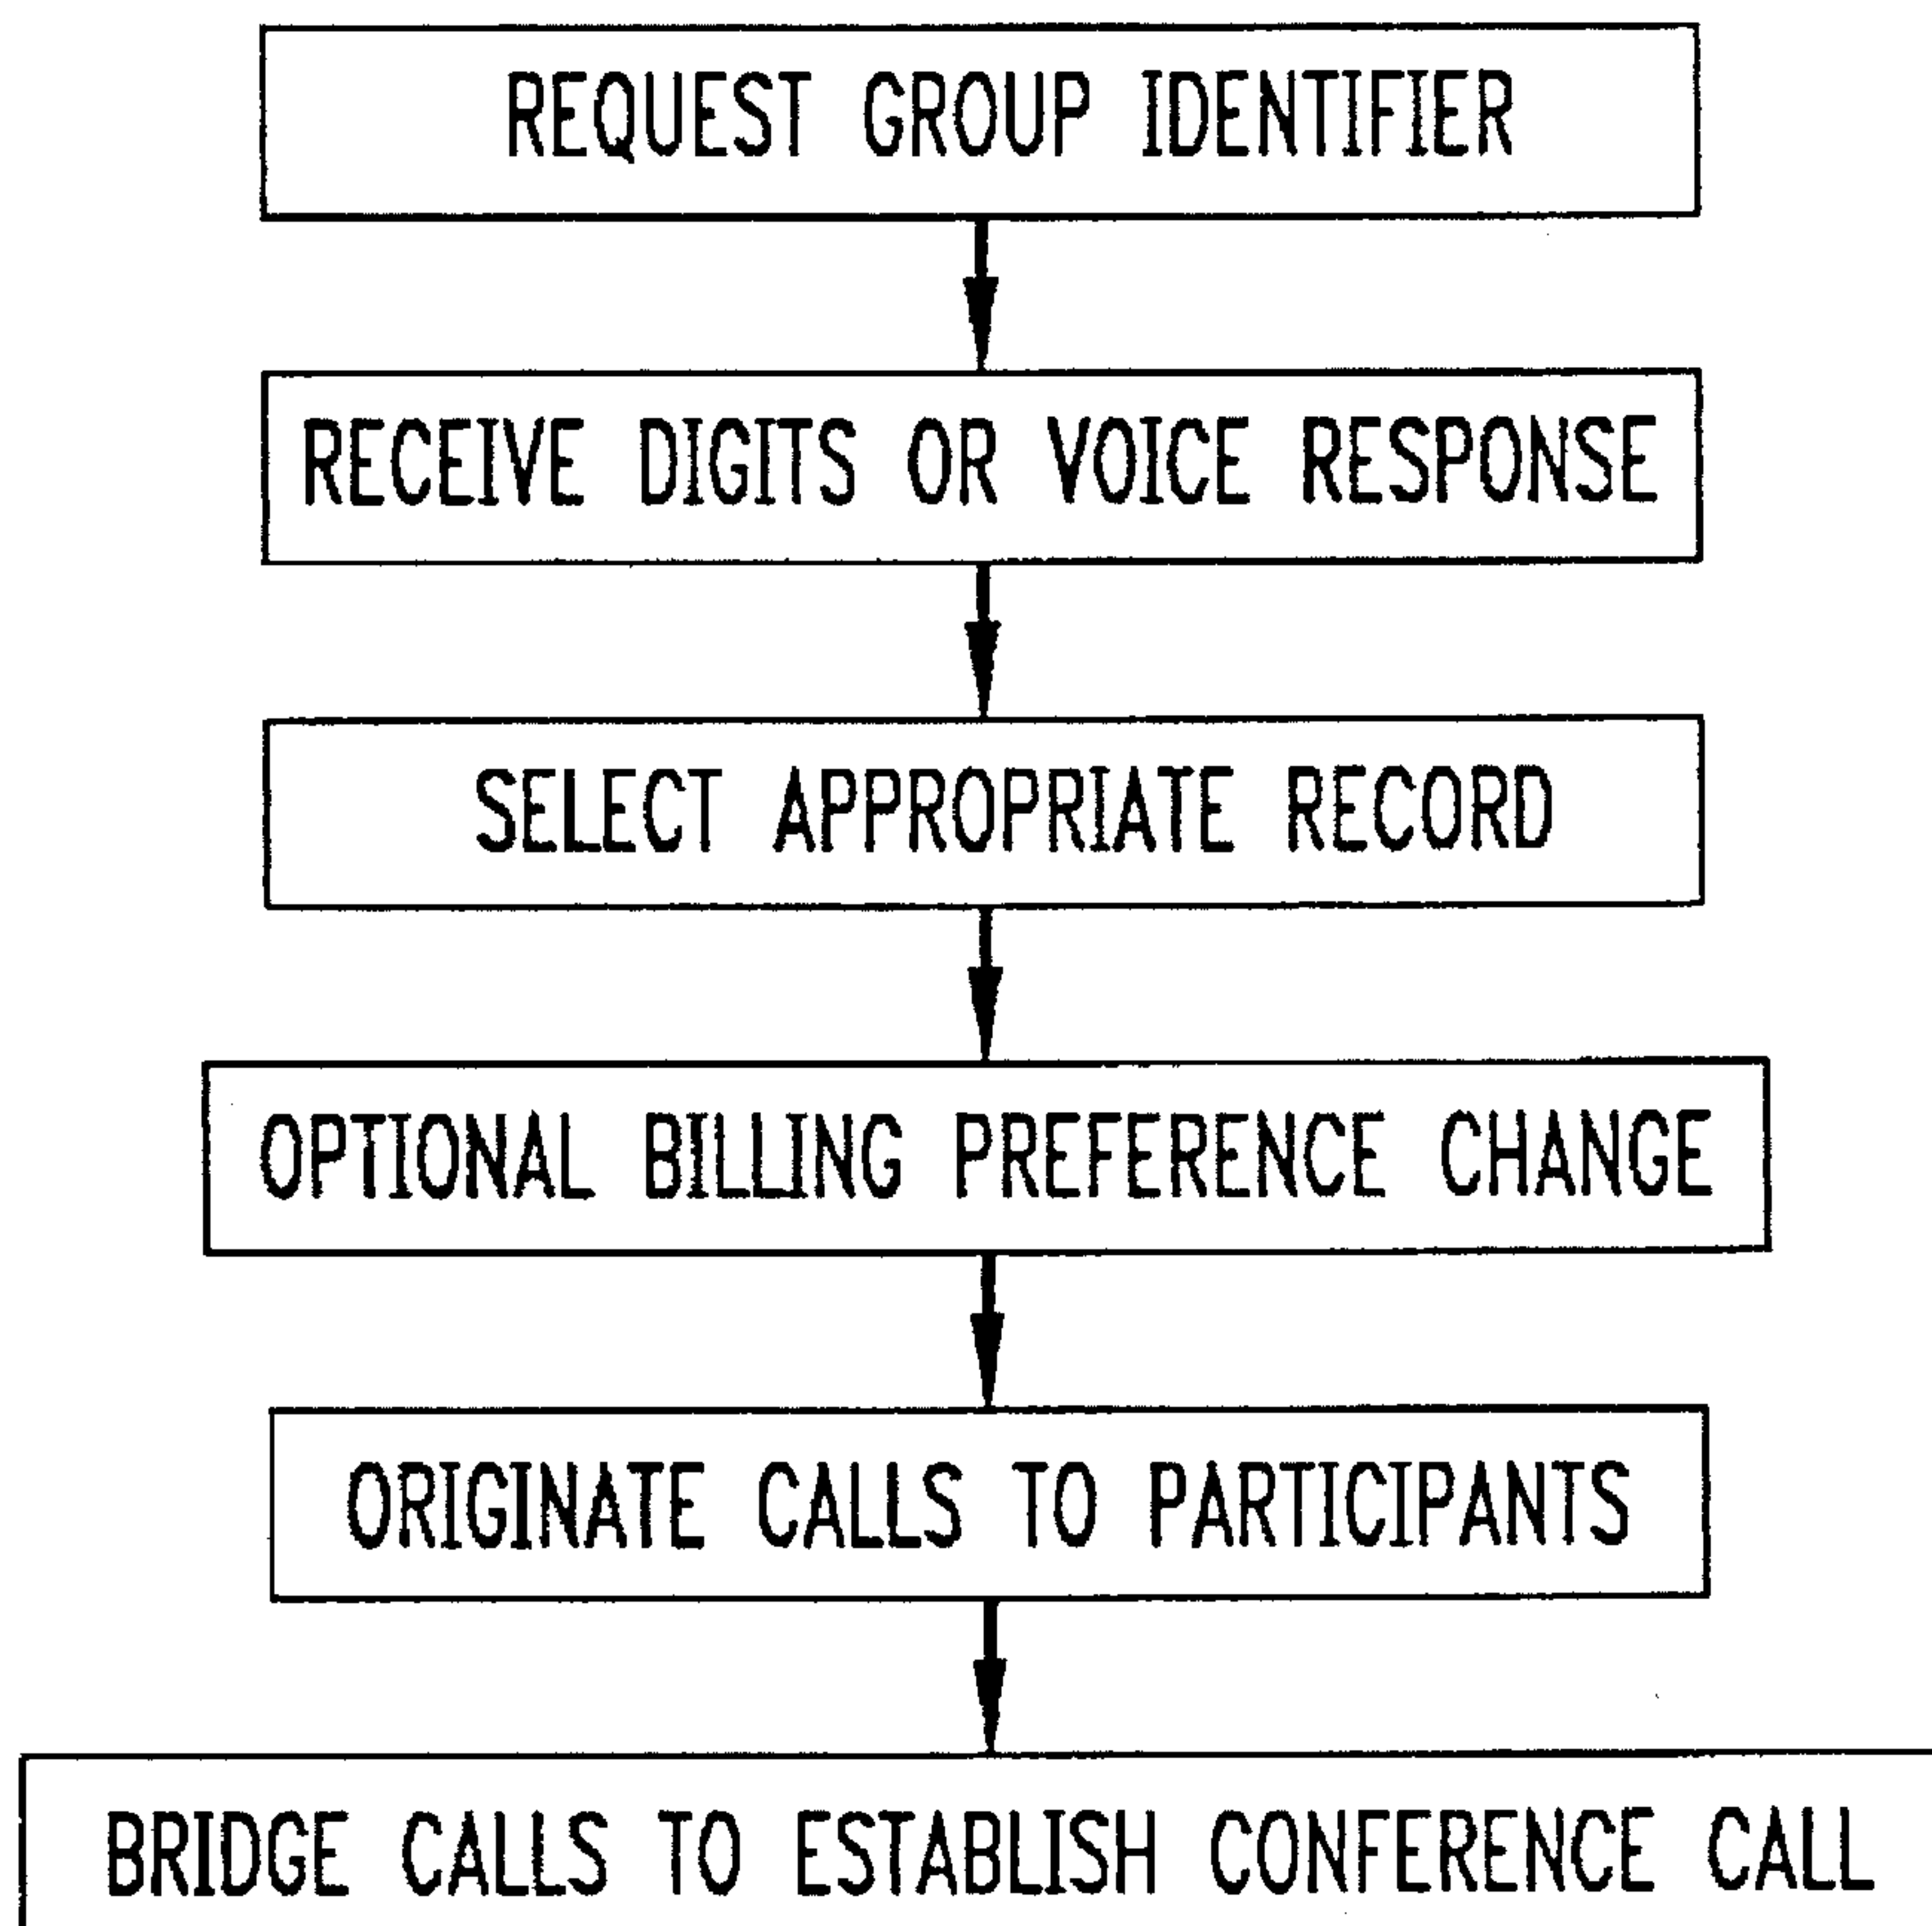 REQUEST GROUP IDENTIFIER
RECEIVE DIGITS OR VOICE RESPONSE
SELECT APPROPRIATE RECORD
OPTIONAL BILLING PREFERENCE CHANGE
ORIGINATE CALLS TO PARTICIPANTS
BRIDGE CALLS TO ESTABLISH CONFERENCE CALL